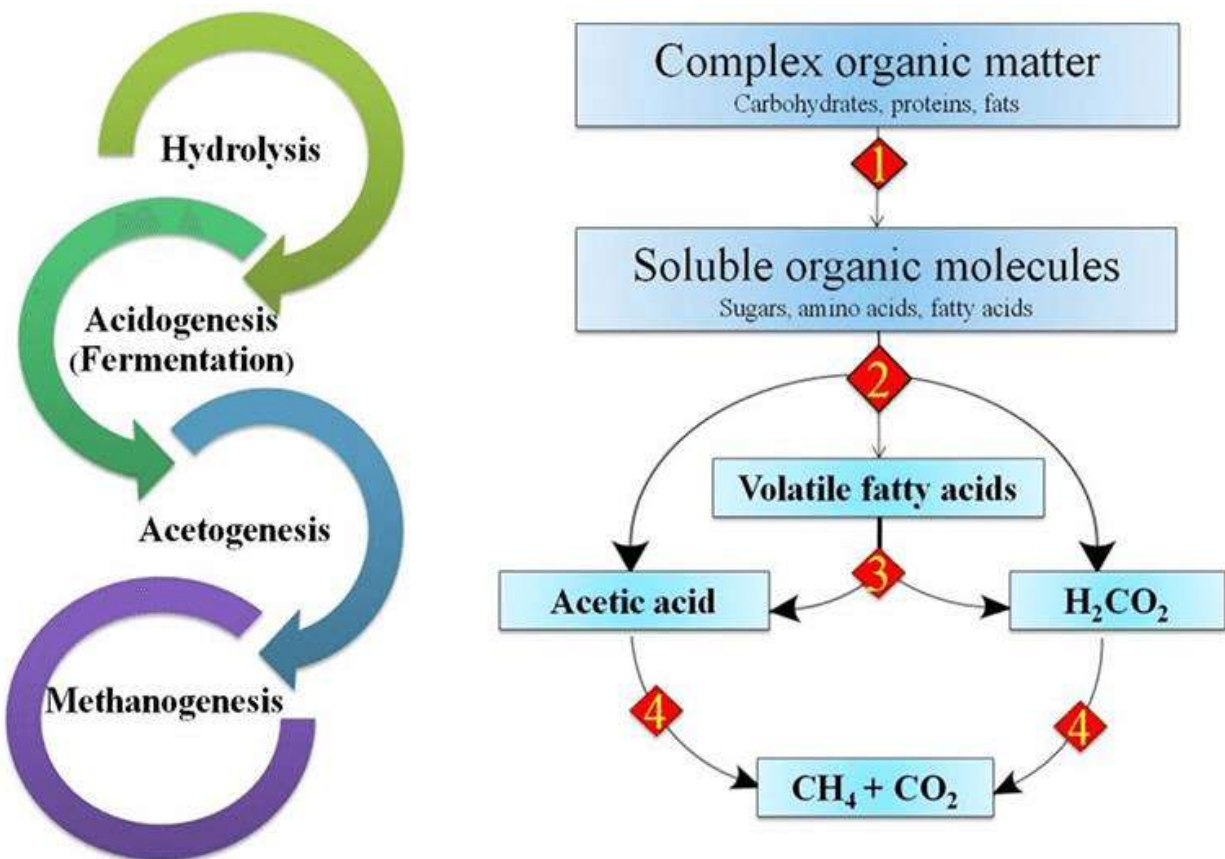 Hydrolysis
Acidogenesis
(Fermentation)
Acetogenesis
Methanogenesis
Complex organic matter
Carbohydrates, proteins, fats
1
Soluble organic molecules
Sugars, amino acids, fatty acids
2
Volatile fatty acids
3
Acetic acid
H₂CO₂
4
4
CH₄ + CO₂